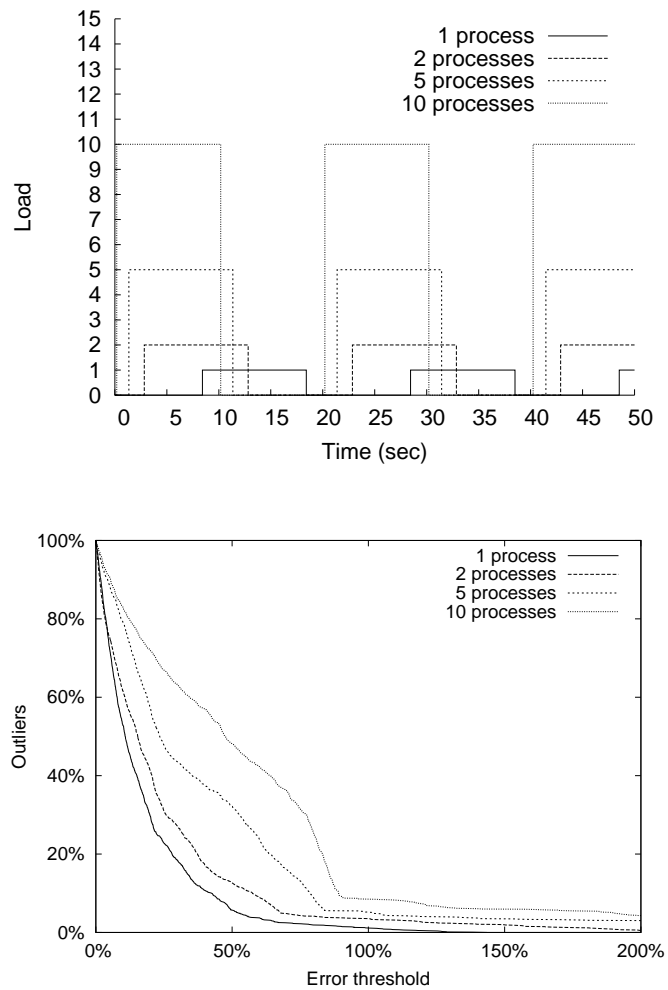 15
14
13
12
11
10
9
8
7
6
5
4
3
2
1
0
Load
1 process
2 processes
5 processes
10 processes
0 5 10 15 20 25 30 35 40 45 50
Time (sec)
100%
80%
60%
40%
20%
0%
Outliers
1 process
2 processes
5 processes
10 processes
0% 50% 100% 150% 200%
Error threshold